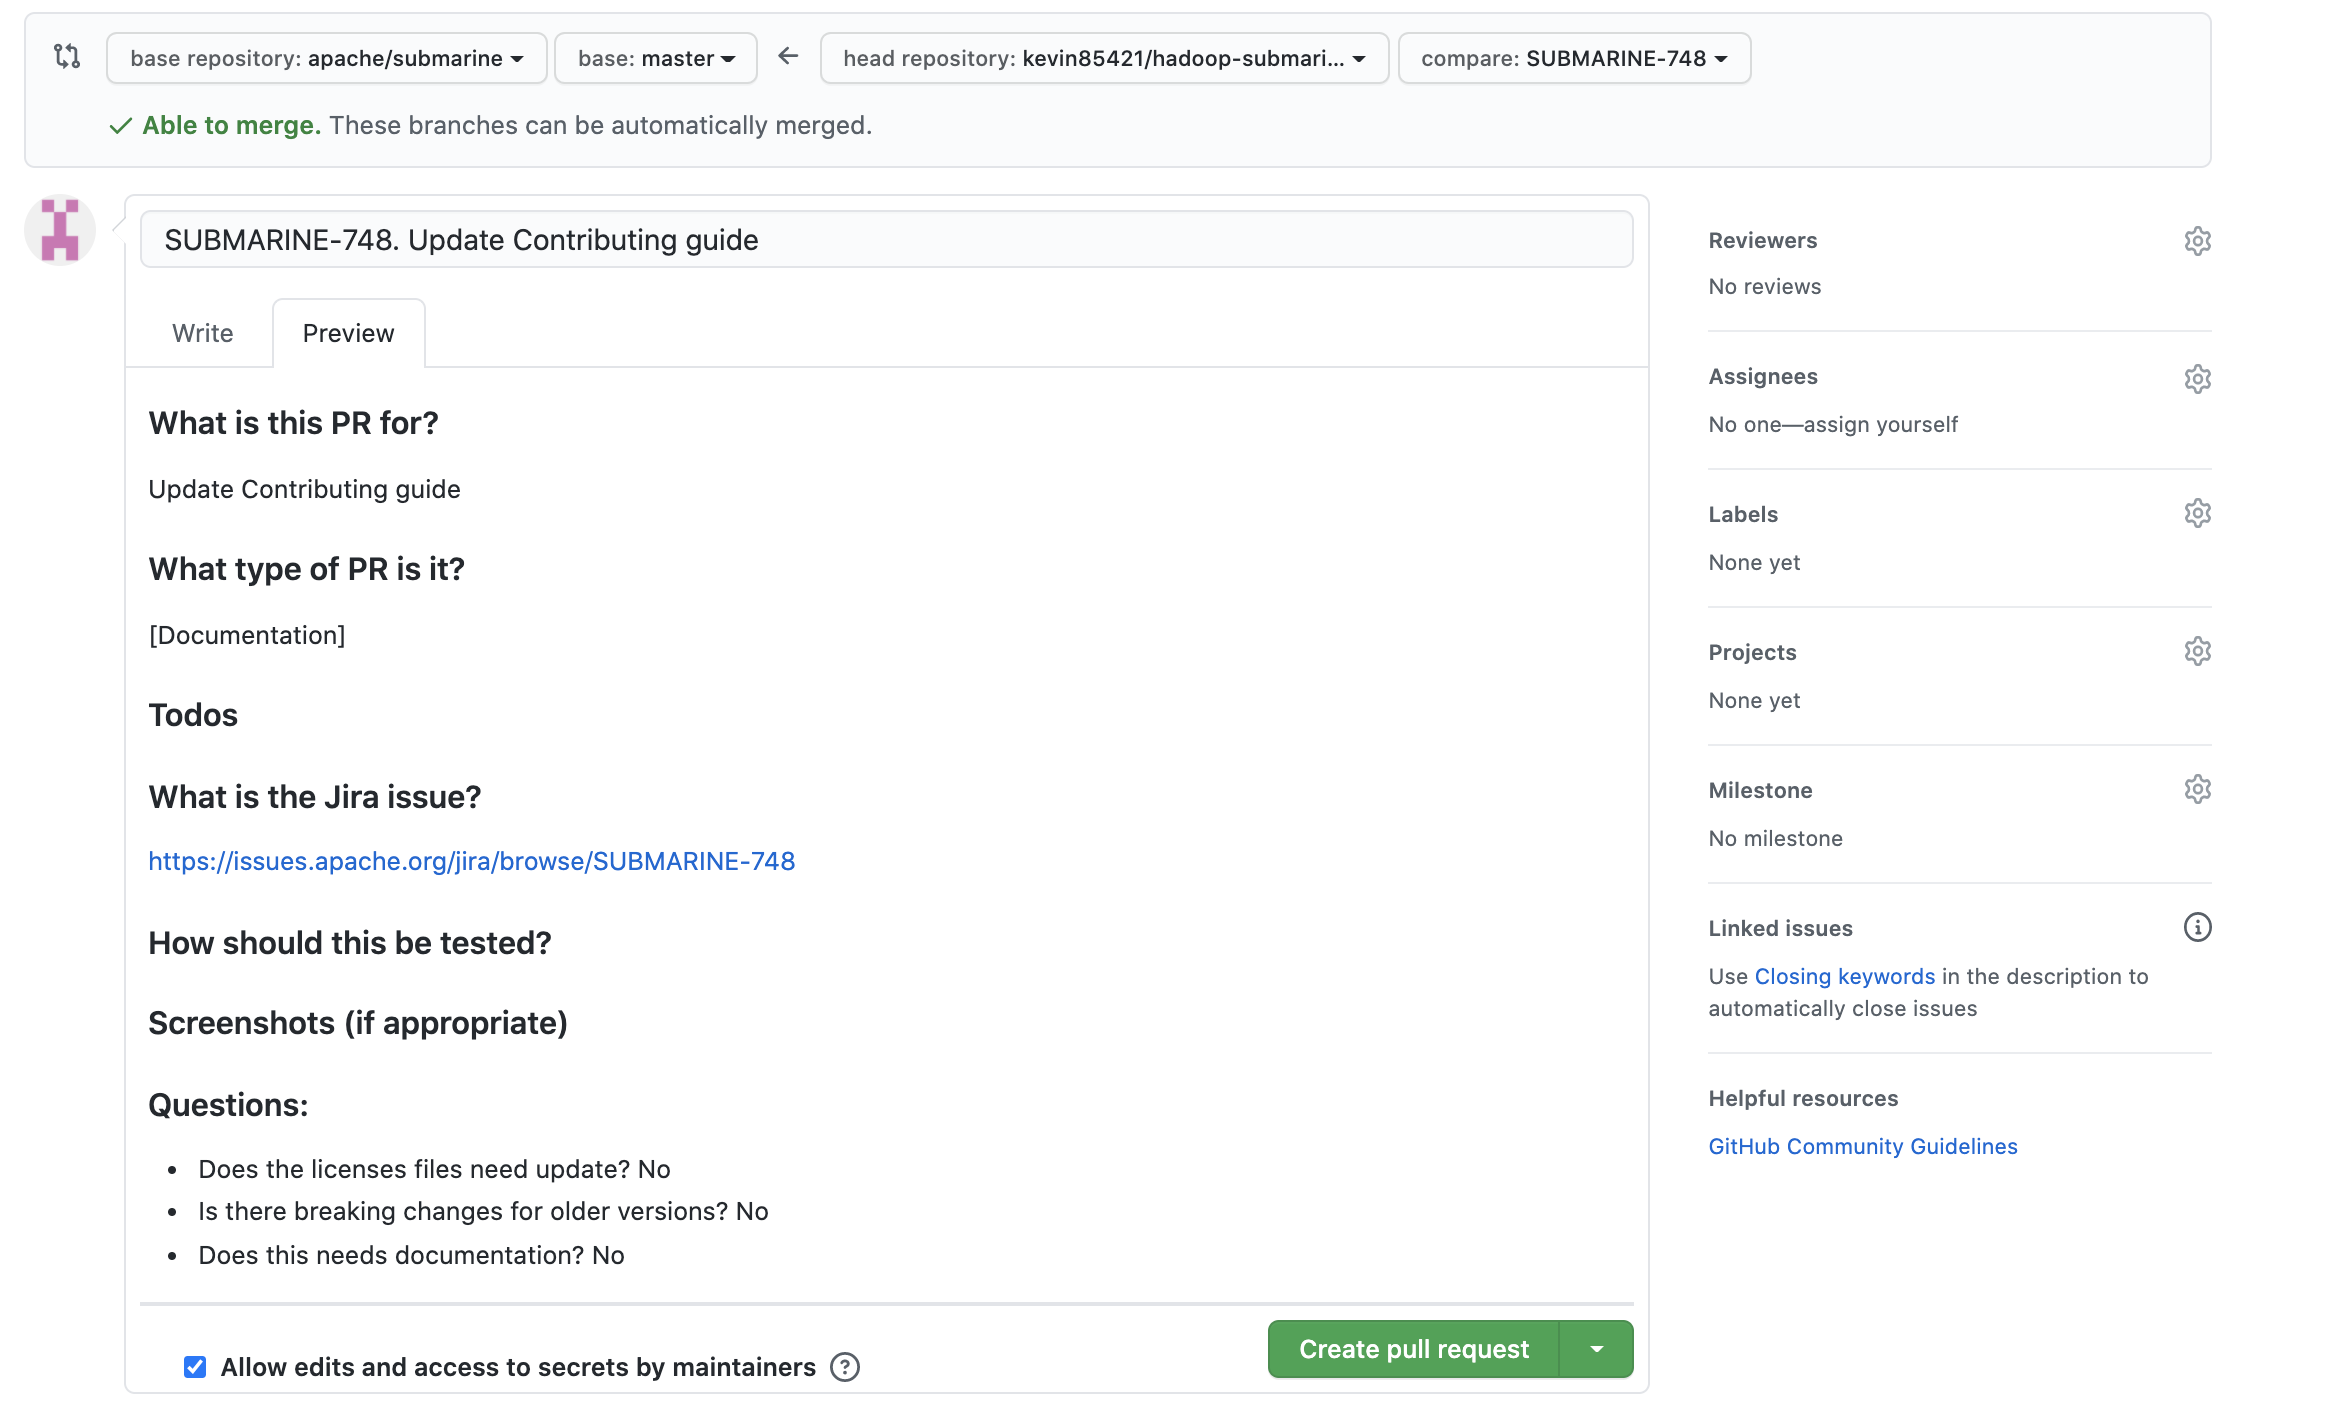 base repository: apache/submarine
base: master
head repository: kevin85421/hadoop-submari...
compare: SUBMARINE-748
Able to merge. These branches can be automatically merged.
SUBMARINE-748. Update Contributing guide
Write
Preview
What is this PR for?
Update Contributing guide
What type of PR is it?
[Documentation]
Todos
What is the Jira issue?
https://issues.apache.org/jira/browse/SUBMARINE-748
How should this be tested?
Screenshots (if appropriate)
Questions:
Does the licenses files need update? No
Is there breaking changes for older versions? No
Does this needs documentation? No
Allow edits and access to secrets by maintainers
Create pull request
Reviewers
No reviews
Assignees
No one—assign yourself
Labels
None yet
Projects
None yet
Milestone
No milestone
Linked issues
Use Closing keywords in the description to
automatically close issues
Helpful resources
GitHub Community Guidelines